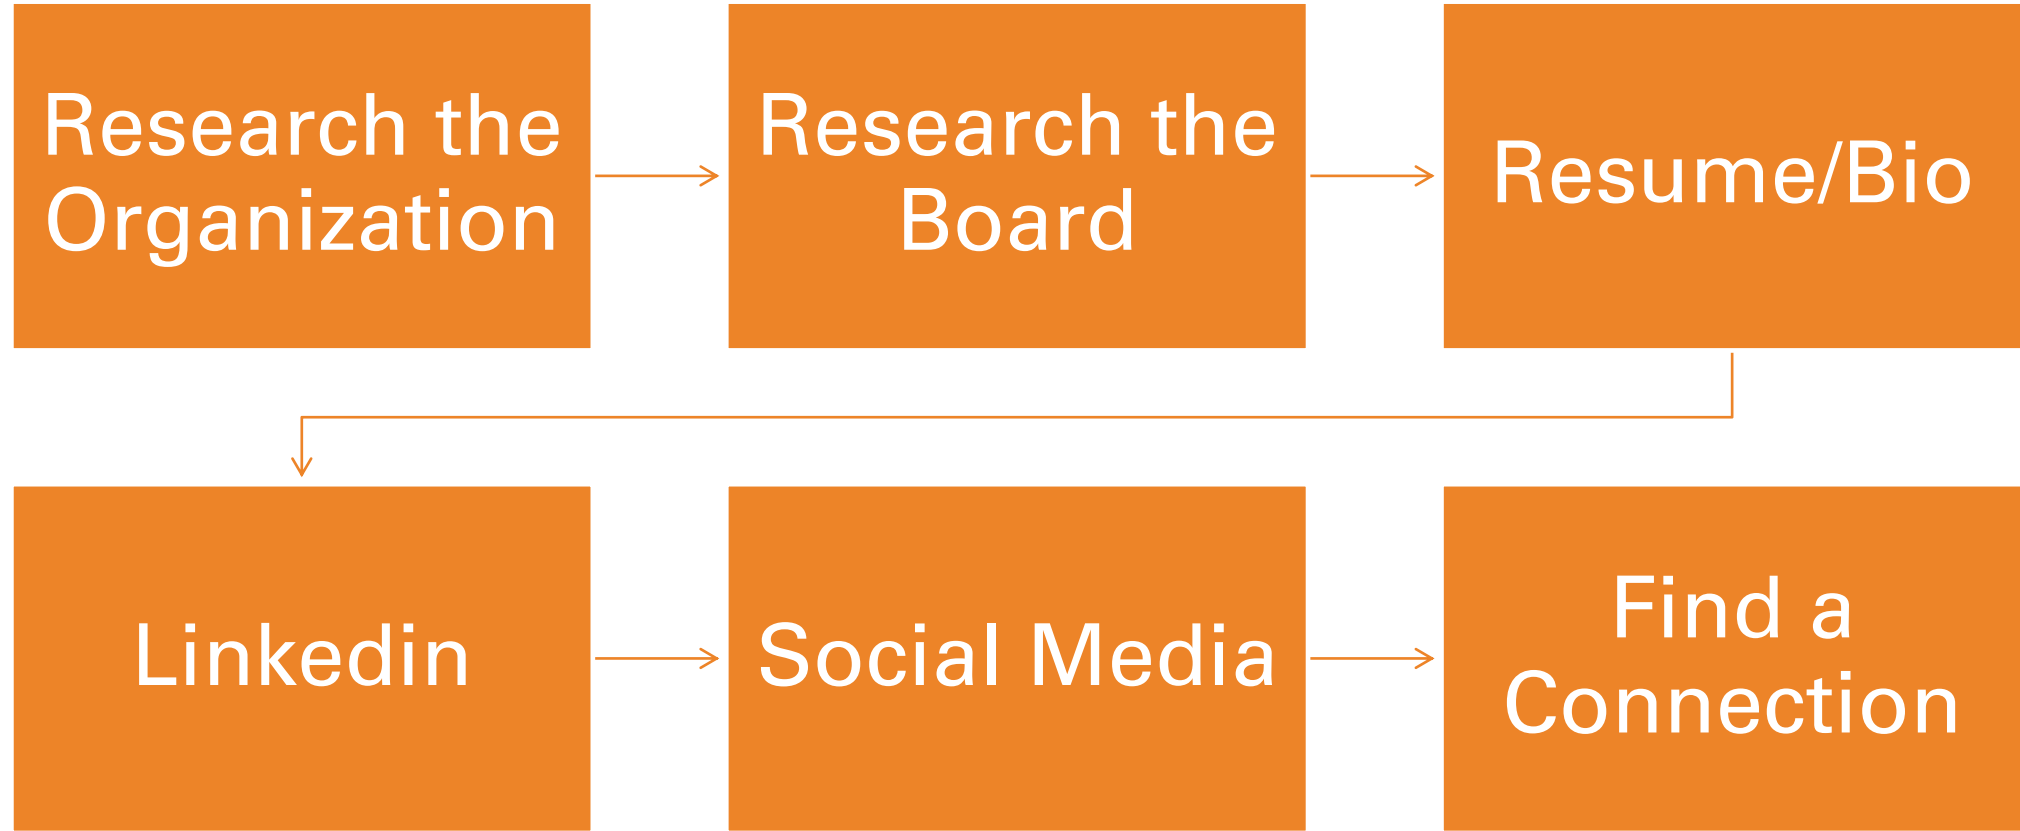 Research the
Organization
Research the
Board
Resume/Bio
Linkedin
Social Media
Find a
Connection